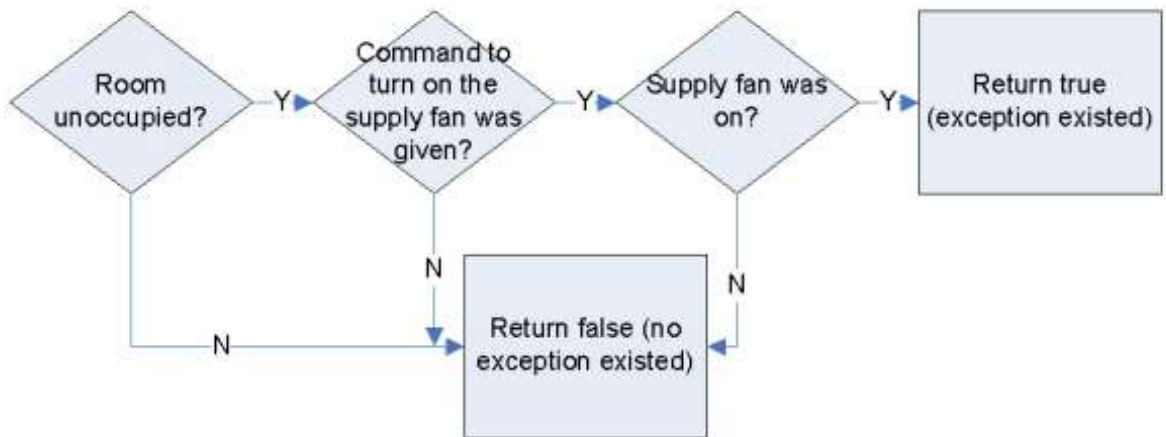 Room
unoccupied?
Y
Command to
turn on the
supply fan was
given?
Y
Supply fan was
on?
Y
Return true
(exception existed)
N
N
N
Return false (no
exception existed)